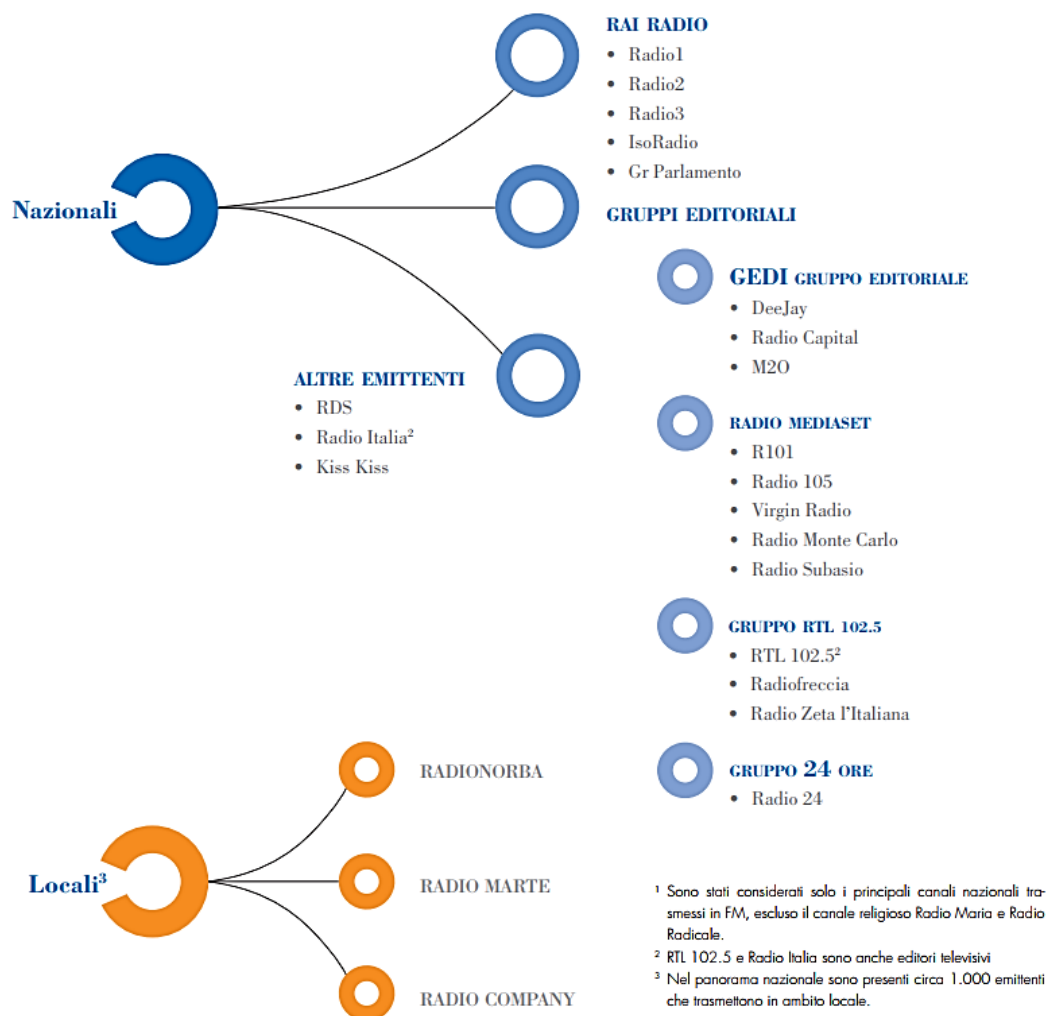 Nazionali
RAI RADIO
• Radio1
• Radio2
• Radio3
• IsoRadio
• Gr Parlamento
GRUPPI EDITORIALI
GEDI GRUPPO EDITORIALE
• DeeJay
• Radio Capital
• M2O
RADIO MEDIASET
• R101
• Radio 105
• Virgin Radio
• Radio Monte Carlo
• Radio Subasio
GRUPPO RTL 102.5
• RTL 102.5²
• Radiofreccia
• Radio Zeta l'Italiana
GRUPPO 24 ORE
• Radio 24
ALTRE EMITTENTI
• RDS
• Radio Italia²
• Kiss Kiss
Locali³
RADIONORBA
RADIO MARTE
RADIO COMPANY
¹ Sono stati considerati solo i principali canali nazionali tra-
smessi in FM, escluso il canale religioso Radio Maria e Radio
Radicale.
² RTL 102.5 e Radio Italia sono anche editori televisivi
³ Nel panorama nazionale sono presenti circa 1.000 emittenti
che trasmettono in ambito locale.